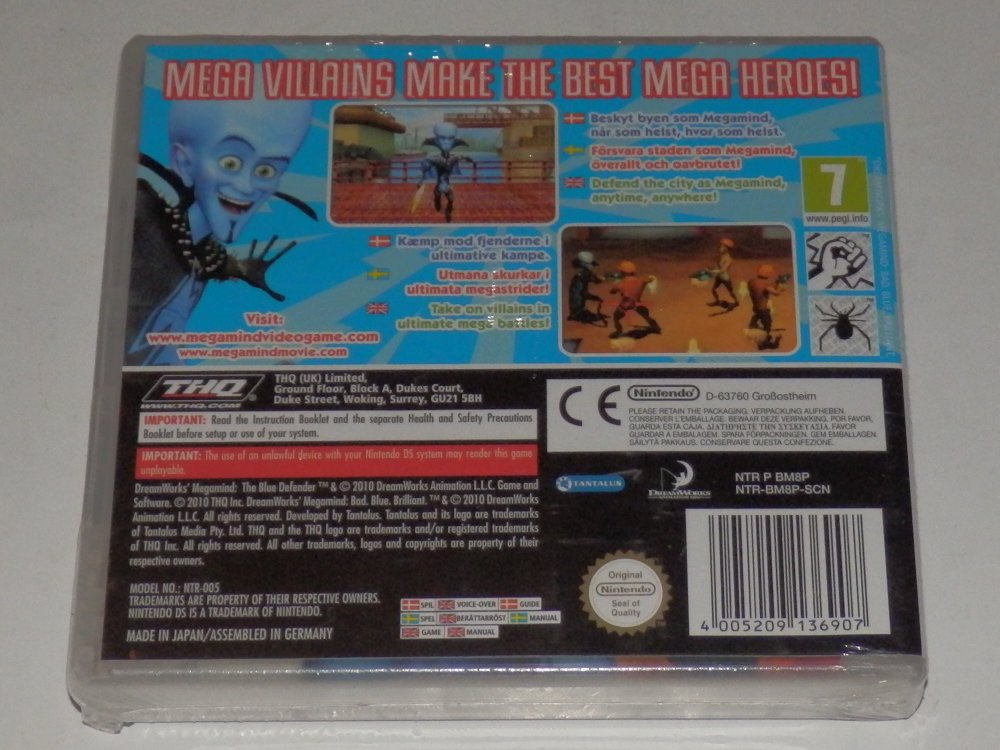 MEGA VILLAINS MAKE THE BEST MEGA HEROES!
Beskyt byen som Megamind,
når som helst, hvor som helst.
Försvara staden som Megamind,
överallt och oavbrutet!
Defend the city as Megamind,
anytime, anywhere!
7
www.pegi.info
Kæmp mod fjenderne i
ultimative kampe.
Utmana skurkar i
ultimata megastrider!
Take on villains in
ultimate mega battles!
Visit:
www.megamindvideogame.com
www.megamindmovie.com
THQ
WWW.THQ.COM
THQ (UK) Limited,
Ground Floor, Block A, Dukes Court,
Duke Street, Woking, Surrey, GU21 5BH
IMPORTANT: Read the Instruction Booklet and the separate Health and Safety Precautions
Booklet before setup or use of your system.
IMPORTANT: The use of an unlawful device with your Nintendo DS system may render this game
unplayable.
DreamWorks' Megamind: The Blue Defender ™ & © 2010 DreamWorks Animation L.L.C. Game and
Software. © 2010 THQ Inc. DreamWorks' Megamind: Bad. Blue. Brilliant. ™ & © 2010 DreamWorks
Animation L.L.C. All rights reserved. Developed by Tantalus. Tantalus and its logo are trademarks
of Tantalus Media Pty. Ltd. THQ and the THQ logo are trademarks and/or registered trademarks
of THQ Inc. All rights reserved. All other trademarks, logos and copyrights are property of their
respective owners.
MODEL NO.: NTR-005
TRADEMARKS ARE PROPERTY OF THEIR RESPECTIVE OWNERS.
NINTENDO DS IS A TRADEMARK OF NINTENDO.
MADE IN JAPAN/ASSEMBLED IN GERMANY
SPIL VOICE-OVER GUIDE
SPEL BERÄTTARRÖST MANUAL
GAME MANUAL
CE Nintendo D-63760 Großostheim
PLEASE RETAIN THE PACKAGING. VERPACKUNG AUFHEBEN.
CONSERVER L'EMBALLAGE. BEWAAR DEZE VERPAKKING. POR FAVOR,
GUARDA ESTA CAJA. ΔΙΑΤΗΡΗΣΤΕ ΤΗΝ ΣΥΣΚΕΥΑΣΙΑ. FAVOR
GUARDAR A EMBALAGEM. SPARA FÖRPACKNINGEN. GEM EMBALLAGEN.
SÄILYTÄ PAKKAUS. CONSERVARE QUESTA CONFEZIONE.
TANTALUS
DREAMWORKS
NTR P BM8P
NTR-BM8P-SCN
Original
Nintendo
Seal of
Quality
4 005209 136907